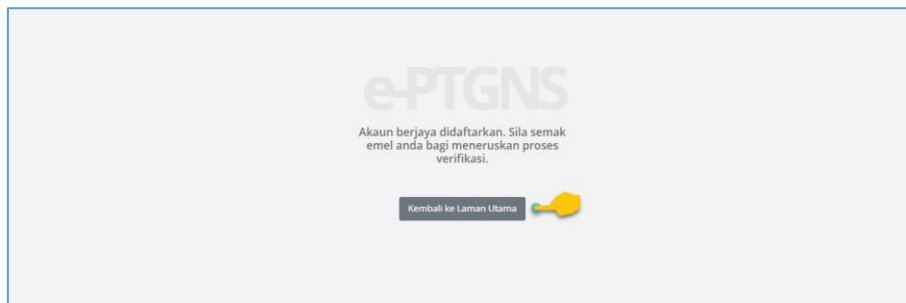 e-PTGNS
Akaun berjaya didaftarkan. Sila semak
emel anda bagi meneruskan proses
verifikasi.
Kembali ke Laman Utama